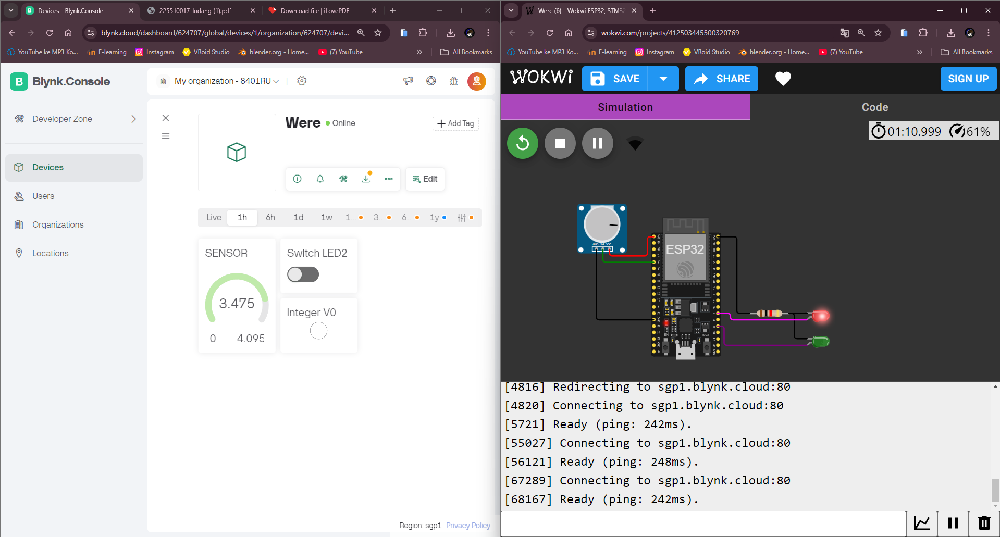 Devices - Blynk.Console
225510017_ludang (1).pdf
Download file | iLovePDF
blynk.cloud/dashboard/624707/global/devices/1/organization/624707/devi...
YouTube ke MP3 Ko...
E-learning
Instagram
VRoid Studio
blender.org - Home...
(7) YouTube
All Bookmarks
B Blynk.Console
My organization - 8401RU
Developer Zone
Devices
Users
Organizations
Locations
Were
Online
Add Tag
Edit
Live 1h 6h 1d 1w 1... 3... 6... 1y
SENSOR
3.475
0 4.095
Switch LED2
Integer V0
Region: sgp1 Privacy Policy
Were (6) - Wokwi ESP32, STM32
wokwi.com/projects/412503445500320769
YouTube ke MP3 Ko...
E-learning
Instagram
VRoid Studio
blender.org - Home...
(7) YouTube
All Bookmarks
WOKWi
SAVE
SHARE
SIGN UP
Simulation
Code
01:10.999 61%
GND SIG VCC
ESP32
EN
Boot
[4816] Redirecting to sgp1.blynk.cloud:80
[4820] Connecting to sgp1.blynk.cloud:80
[5721] Ready (ping: 242ms).
[55027] Connecting to sgp1.blynk.cloud:80
[56121] Ready (ping: 248ms).
[67289] Connecting to sgp1.blynk.cloud:80
[68167] Ready (ping: 242ms).